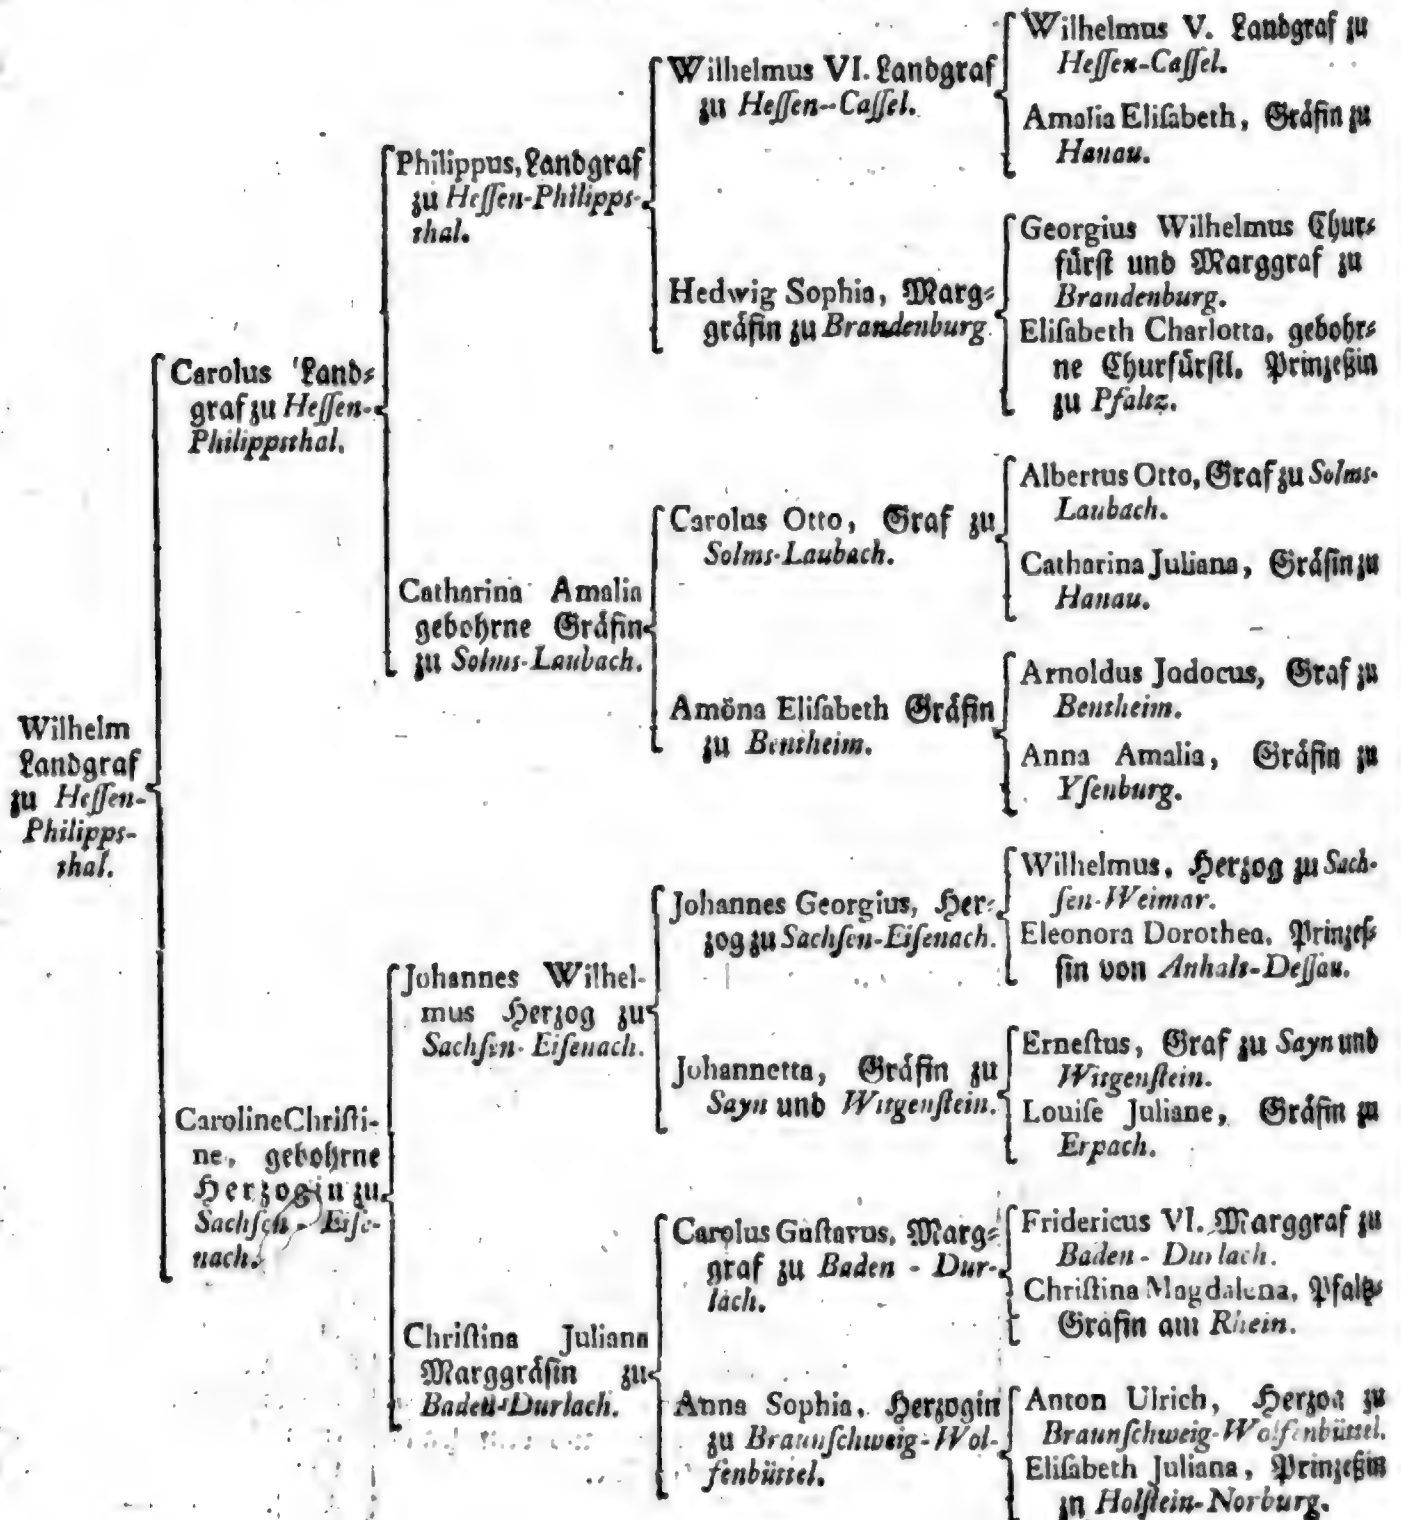 Wilhelm
Landgraf
zu Heſſen-
Philipps-
thal.
Carolus Land-
graf zu Heſſen-
Philippsthal.
Caroline Chriſti-
ne, gebohrne
Herzogin zu
Sachſen - Eiſe-
nach.
Philippus, Landgraf
zu Heſſen-Philipps-
thal.
Catharina Amalia
gebohrne Gräfin
zu Solms-Laubach.
Johannes Wilhel-
mus Herzog zu
Sachſen-Eiſenach.
Chriſtina Juliana
Marggräfin zu
Baden-Durlach.
Wilhelmus VI. Landgraf
zu Heſſen-Caſſel.
Hedwig Sophia, Marg-
gräfin zu Brandenburg.
Carolus Otto, Graf zu
Solms-Laubach.
Amöna Eliſabeth Gräfin
zu Bentheim.
Johannes Georgius, Her-
zog zu Sachſen-Eiſenach.
Johannetta, Gräfin zu
Sayn und Witgenſtein.
Carolus Guſtavus, Marg-
graf zu Baden - Dur-
lach.
Anna Sophia, Herzogin
zu Braunſchweig-Wol-
fenbüttel.
Wilhelmus V. Landgraf zu
Heſſen-Caſſel.
Amalia Eliſabeth, Gräfin zu
Hanau.
Georgius Wilhelmus Chur-
fürſt und Marggraf zu
Brandenburg.
Eliſabeth Charlotta, gebohr-
ne Churfürſtl. Prinzeßin
zu Pfaltz.
Albertus Otto, Graf zu Solms-
Laubach.
Catharina Juliana, Gräfin zu
Hanau.
Arnoldus Jodocus, Graf zu
Bentheim.
Anna Amalia, Gräfin zu
Yſenburg.
Wilhelmus, Herzog zu Sach-
ſen-Weimar.
Eleonora Dorothea, Prinzeſ-
ſin von Anhalt-Deſſau.
Erneſtus, Graf zu Sayn und
Witgenſtein.
Louiſe Juliane, Gräfin zu
Erpach.
Fridericus VI. Marggraf zu
Baden - Durlach.
Chriſtina Magdalena, Pfalz-
Gräfin am Rhein.
Anton Ulrich, Herzog zu
Braunſchweig-Wolfenbüttel.
Eliſabeth Juliana, Prinzeßin
zu Holſtein-Norburg.